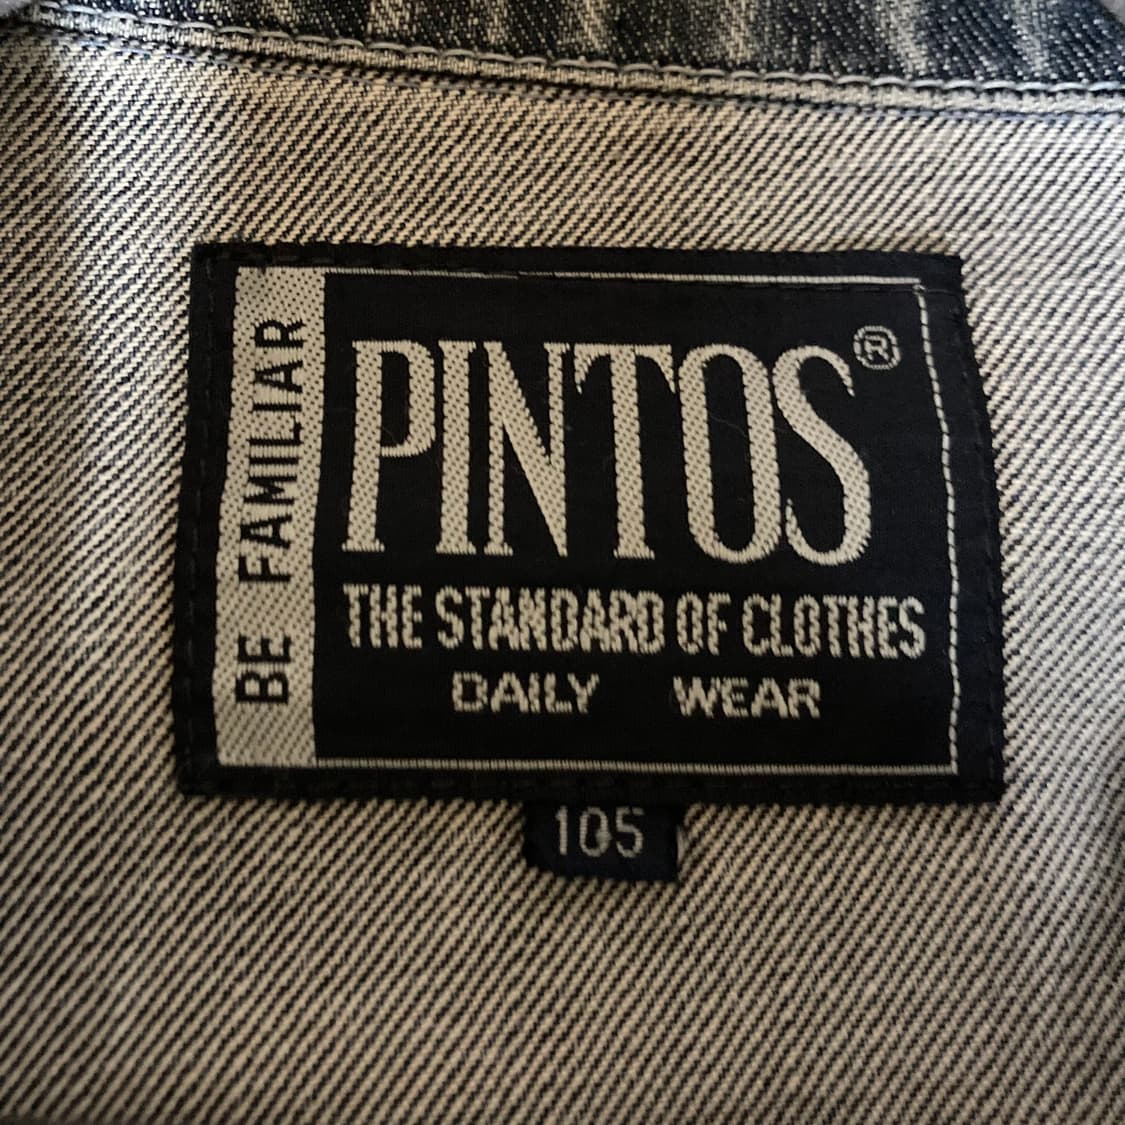 BE FAMILIAR
PINTOS®
THE STANDARD OF CLOTHES
DAILY WEAR
105